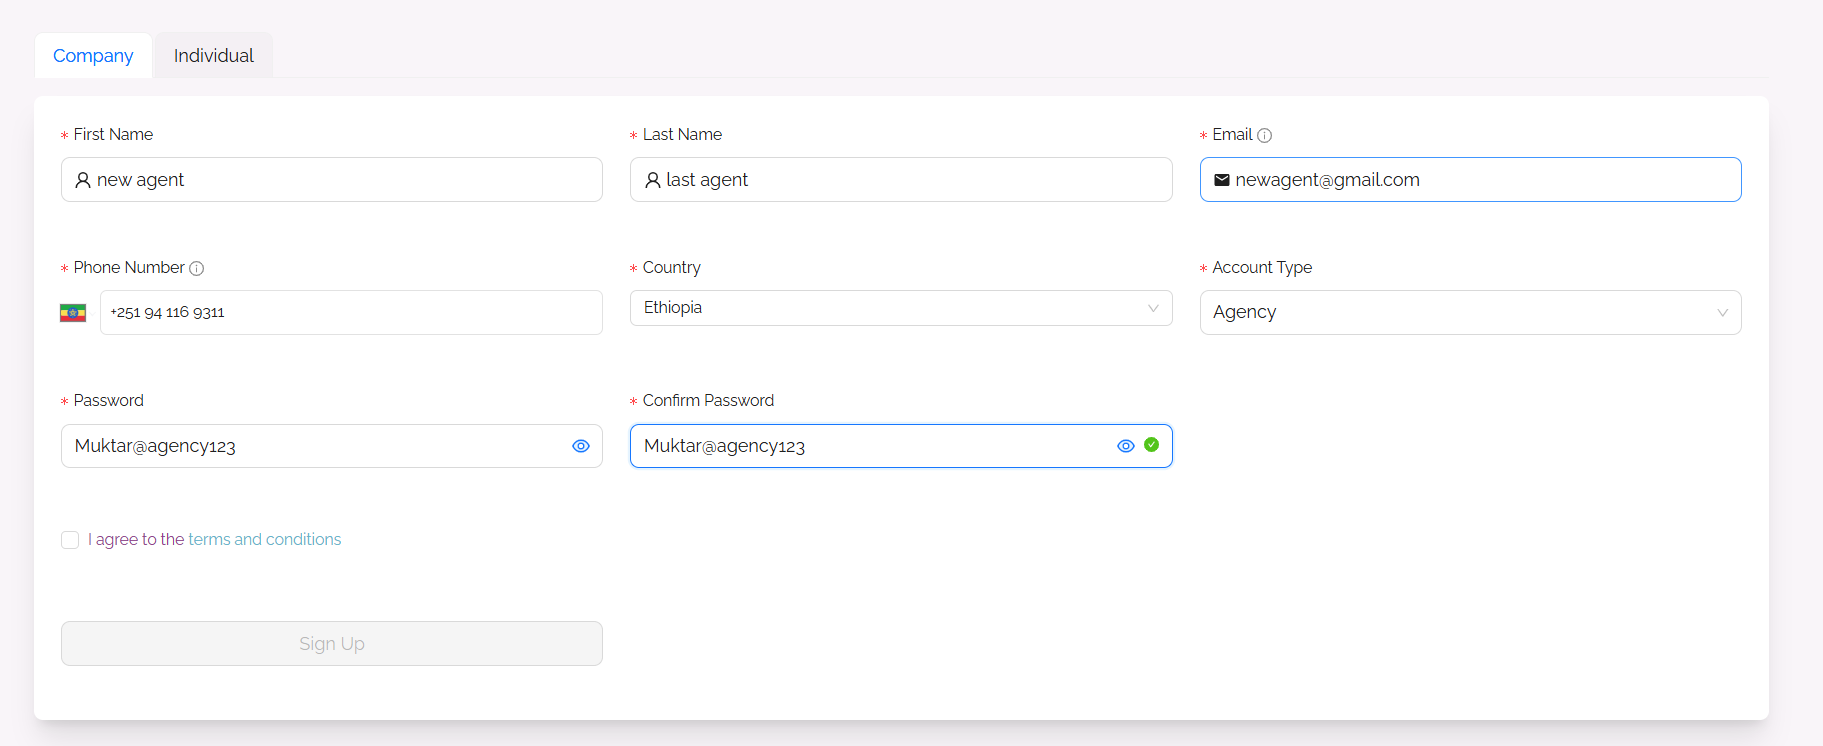 Company Individual
* First Name * Last Name * Email
new agent last agent newagent@gmail.com
* Phone Number * Country * Account Type
+251 94 116 9311 Ethiopia Agency
* Password * Confirm Password
Muktar@agency123 Muktar@agency123
I agree to the terms and conditions
Sign Up